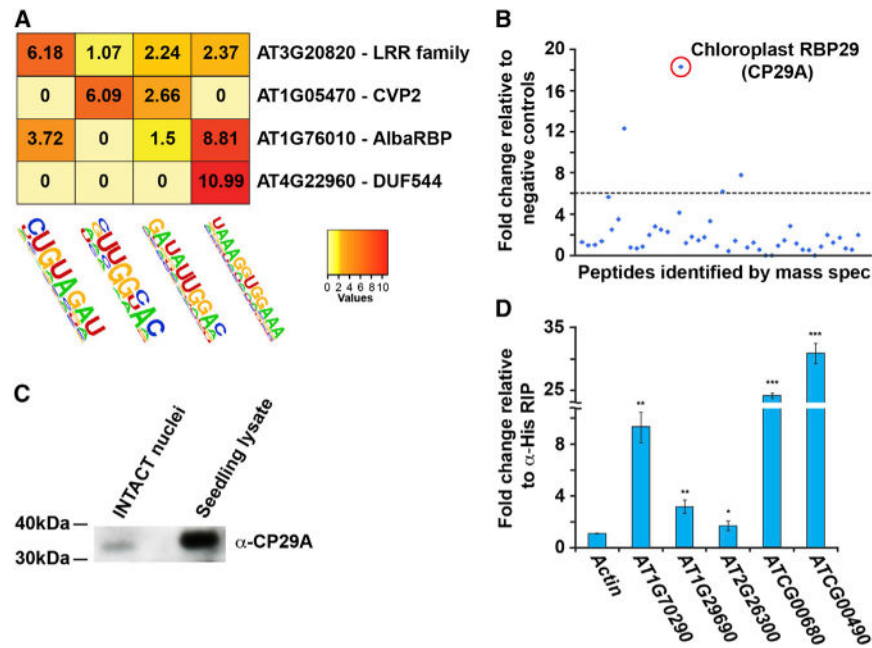 A
6.18 1.07 2.24 2.37 AT3G20820 - LRR family
0 6.09 2.66 0 AT1G05470 - CVP2
3.72 0 1.5 8.81 AT1G76010 - AlbaRBP
0 0 0 10.99 AT4G22960 - DUF544
CUGUAGAU
UUGG AC
GAUAUUGGAC
UAAAGGUGGAAA
0 2 4 6 8 10
Values
B
Fold change relative to
negative controls
20
16
12
8
4
0
Chloroplast RBP29
(CP29A)
Peptides identified by mass spec
C
INTACT nuclei
Seedling lysate
40kDa
30kDa
α-CP29A
D
Fold change relative
to α-His RIP
35
25
8
4
0
** ** * *** ***
Actin
AT1G70290
AT1G29690
AT2G26300
ATCG00680
ATCG00490